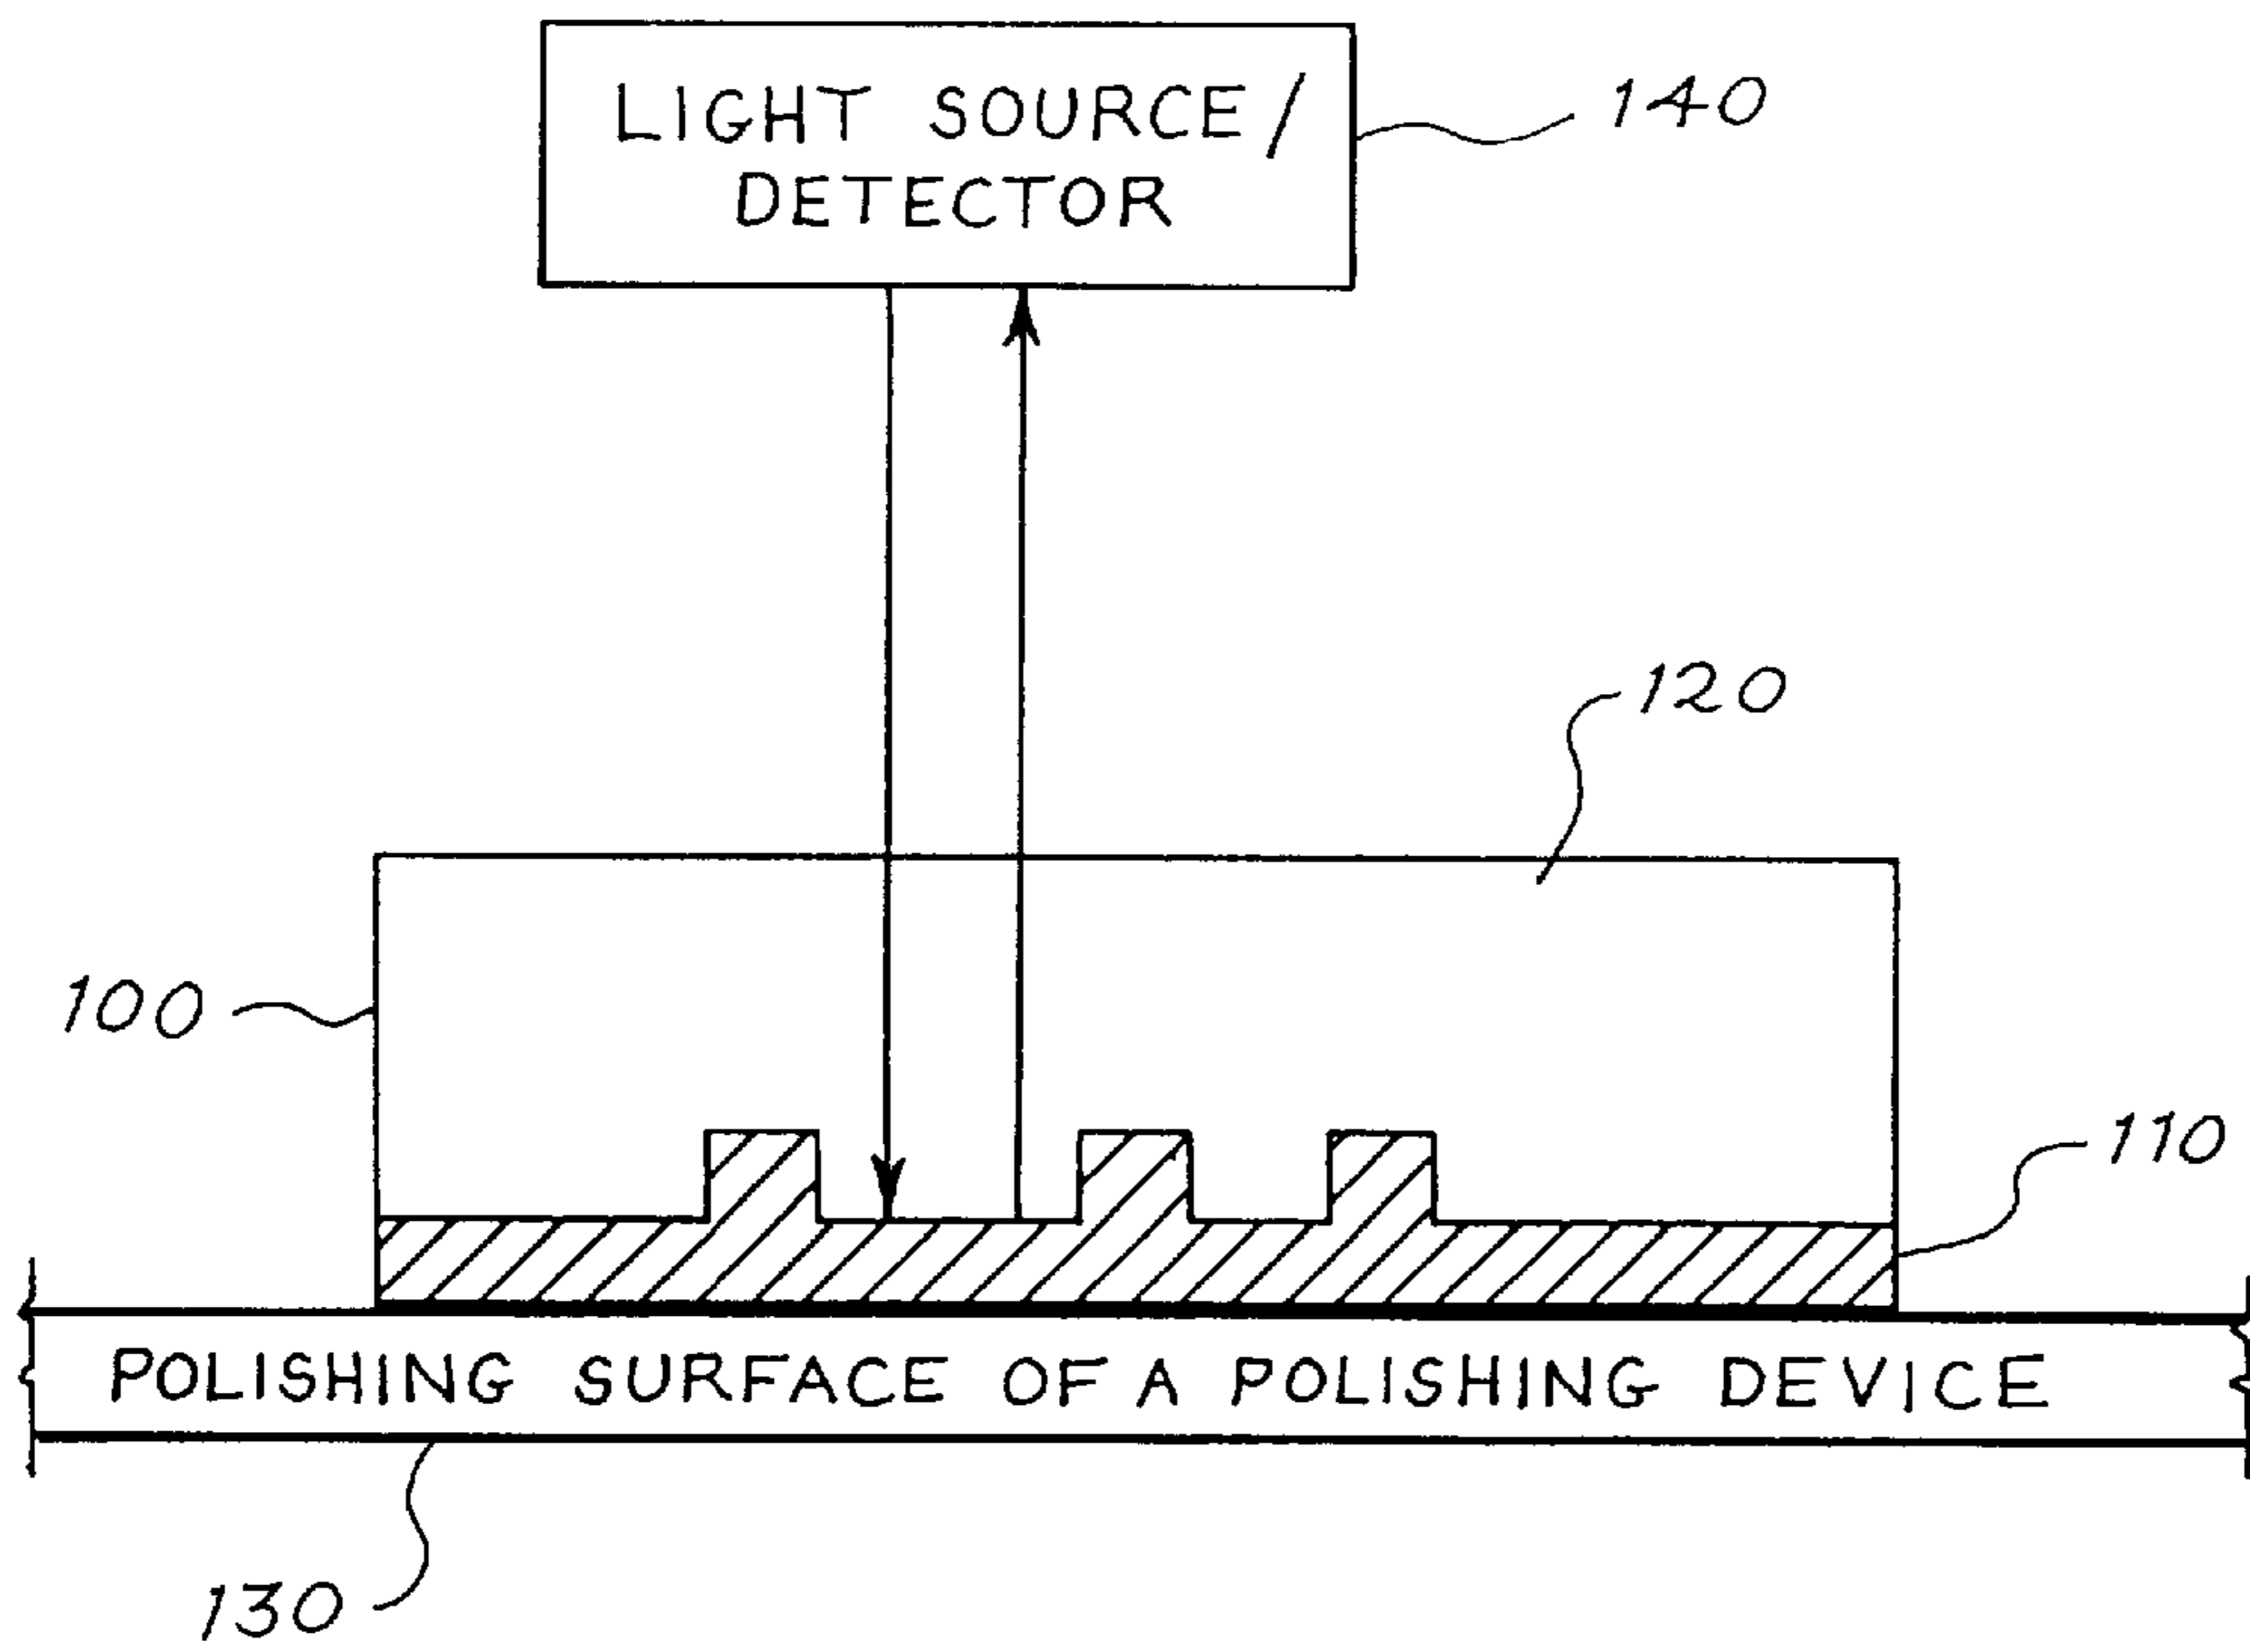 LIGHT SOURCE/
DETECTOR
140
120
100
110
POLISHING SURFACE OF A POLISHING DEVICE
130